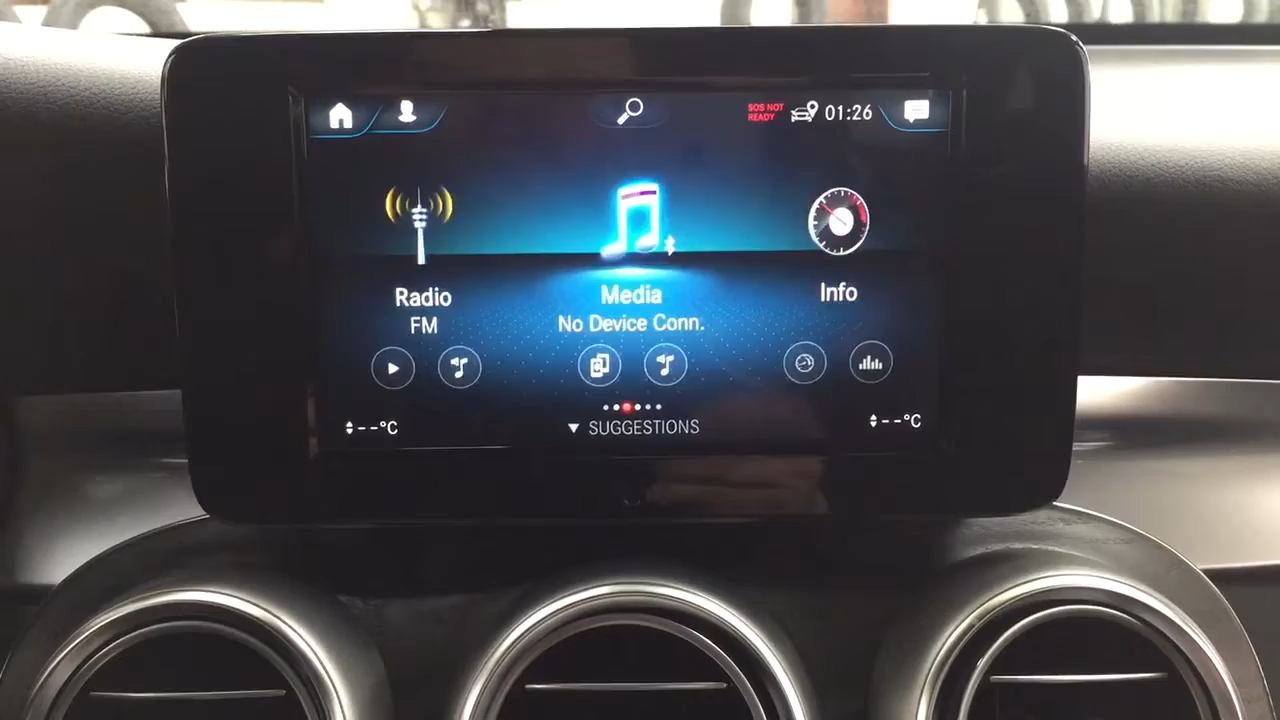 SOS NOT
READY
01:26
Radio
FM
Media
No Device Conn.
Info
--°C
SUGGESTIONS
--°C